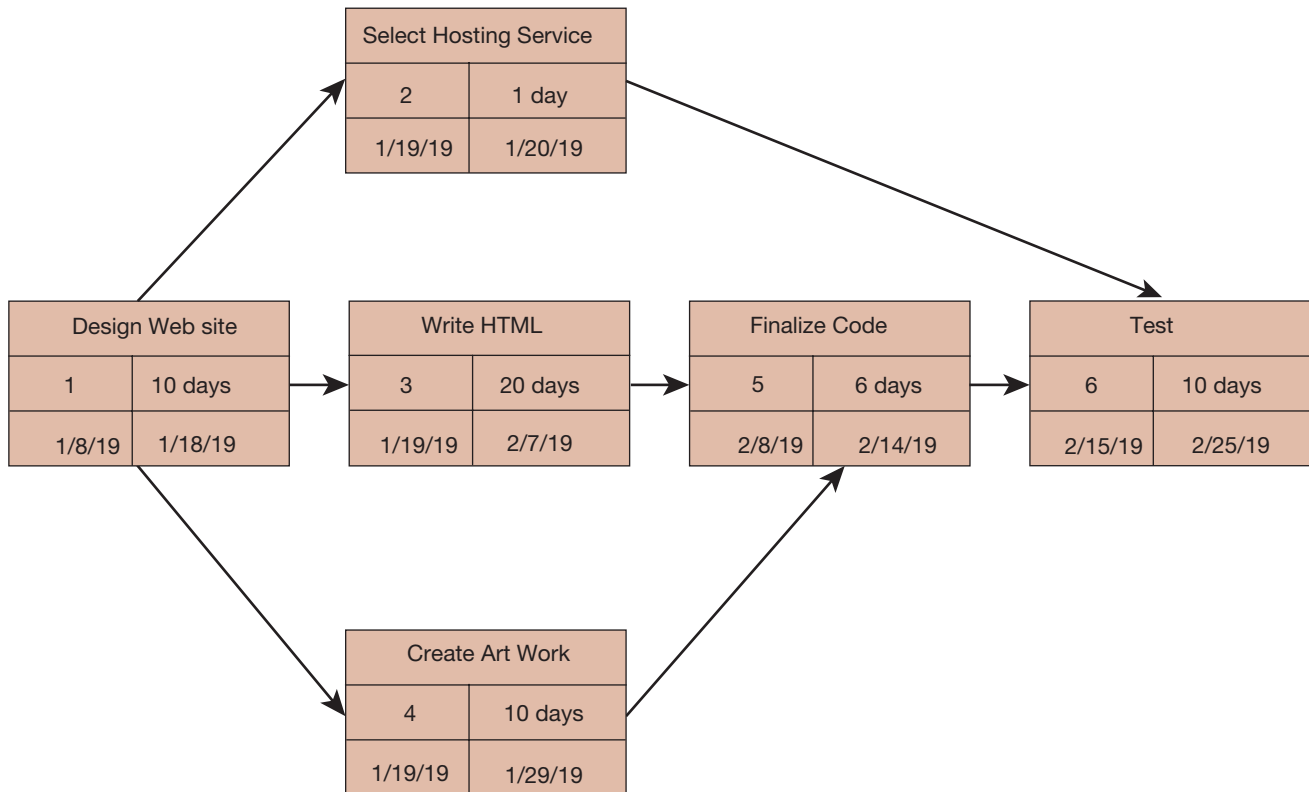 Select Hosting Service
2 1 day
1/19/19 1/20/19
Design Web site
1 10 days
1/8/19 1/18/19
Write HTML
3 20 days
1/19/19 2/7/19
Finalize Code
5 6 days
2/8/19 2/14/19
Test
6 10 days
2/15/19 2/25/19
Create Art Work
4 10 days
1/19/19 1/29/19